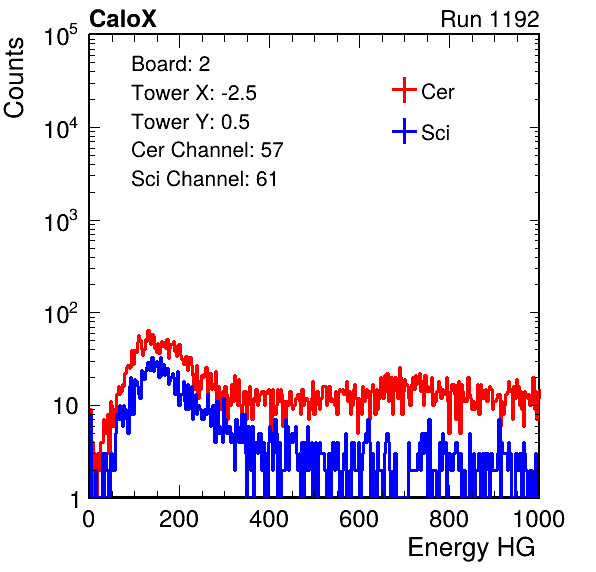 CaloX Run 1192
Counts
10^5
10^4
10^3
10^2
10
1
Board: 2
Tower X: -2.5
Tower Y: 0.5
Cer Channel: 57
Sci Channel: 61
Cer
Sci
0 200 400 600 800 1000
Energy HG